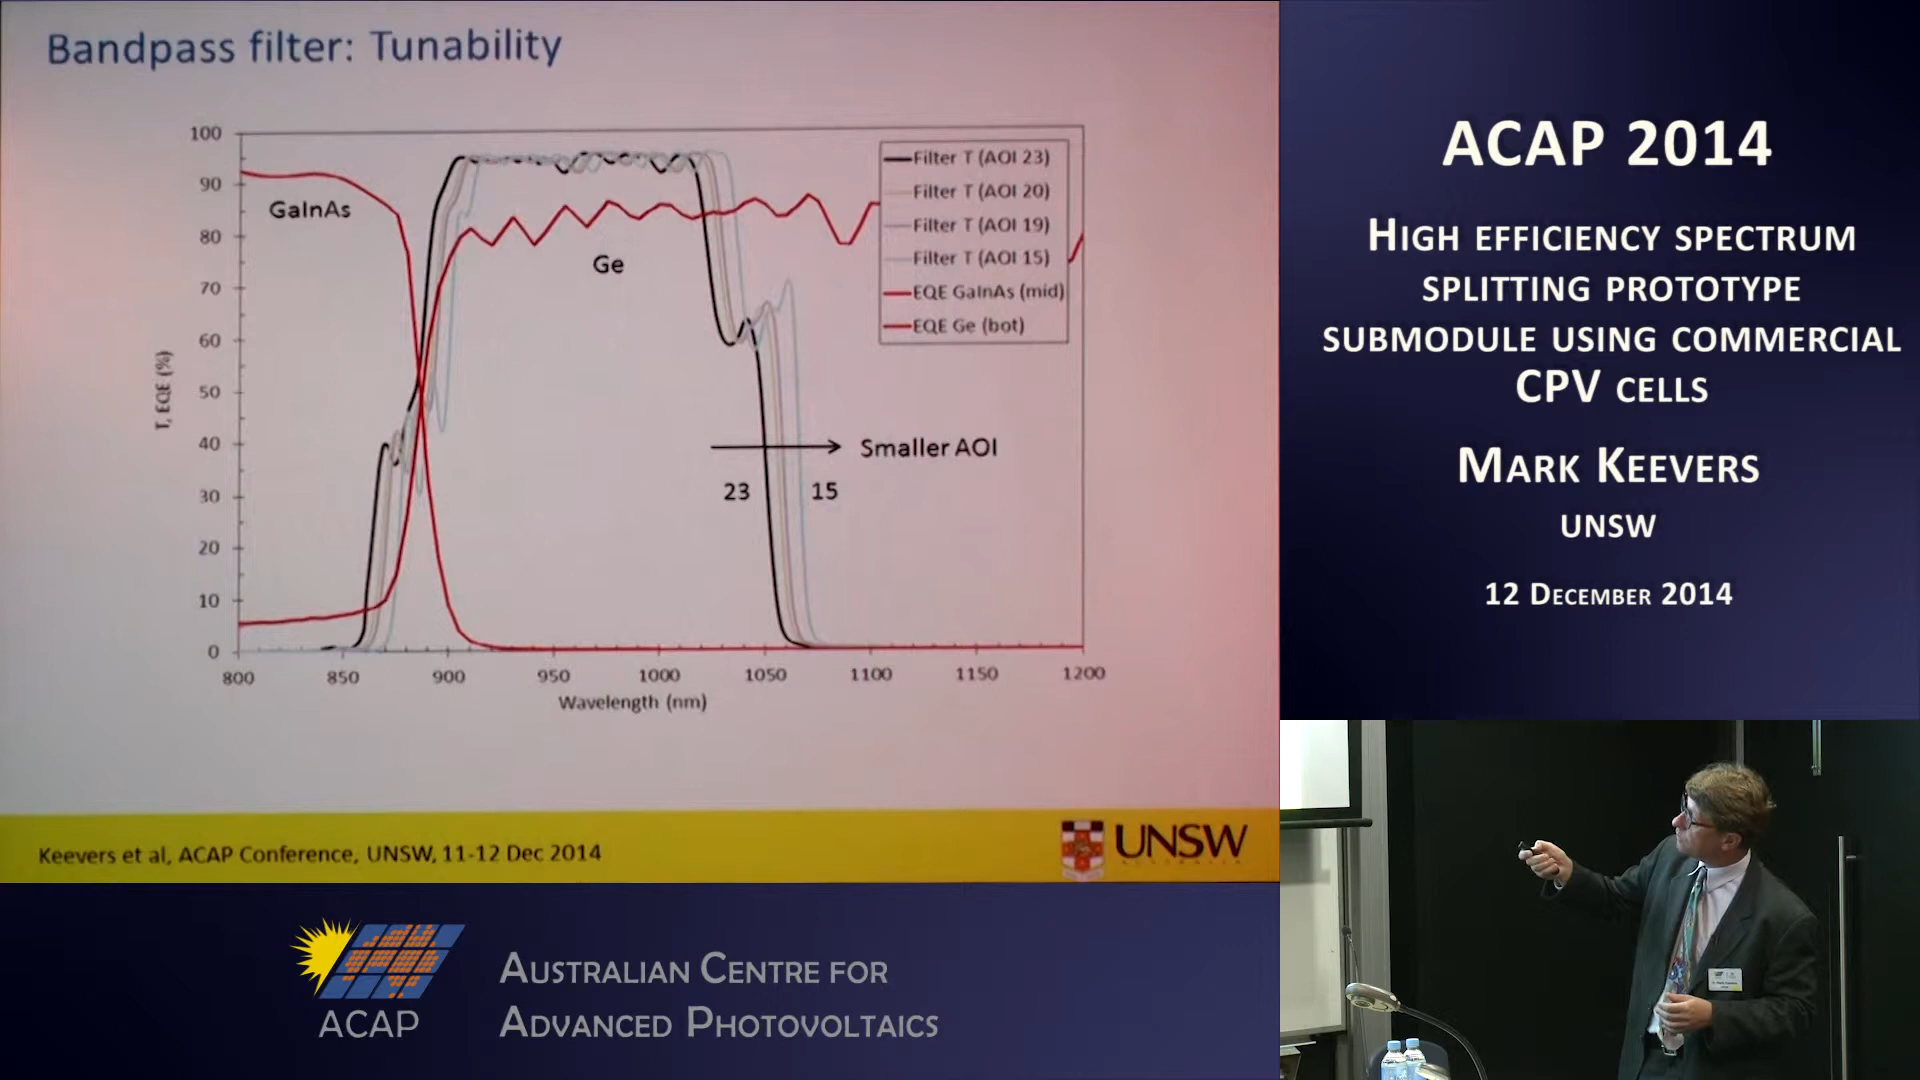 Bandpass filter: Tunability
100
90
80
70
60
50
40
30
20
10
0
T, EQE (%)
GaInAs
Ge
Filter T (AOI 23)
Filter T (AOI 20)
Filter T (AOI 19)
Filter T (AOI 15)
EQE GaInAs (mid)
EQE Ge (bot)
Smaller AOI
23
15
800
850
900
950
1000
1050
1100
1150
1200
Wavelength (nm)
Keevers et al, ACAP Conference, UNSW, 11-12 Dec 2014
UNSW
AUSTRALIA
ACAP
AUSTRALIAN CENTRE FOR
ADVANCED PHOTOVOLTAICS
ACAP 2014
HIGH EFFICIENCY SPECTRUM
SPLITTING PROTOTYPE
SUBMODULE USING COMMERCIAL
CPV CELLS
MARK KEEVERS
UNSW
12 DECEMBER 2014